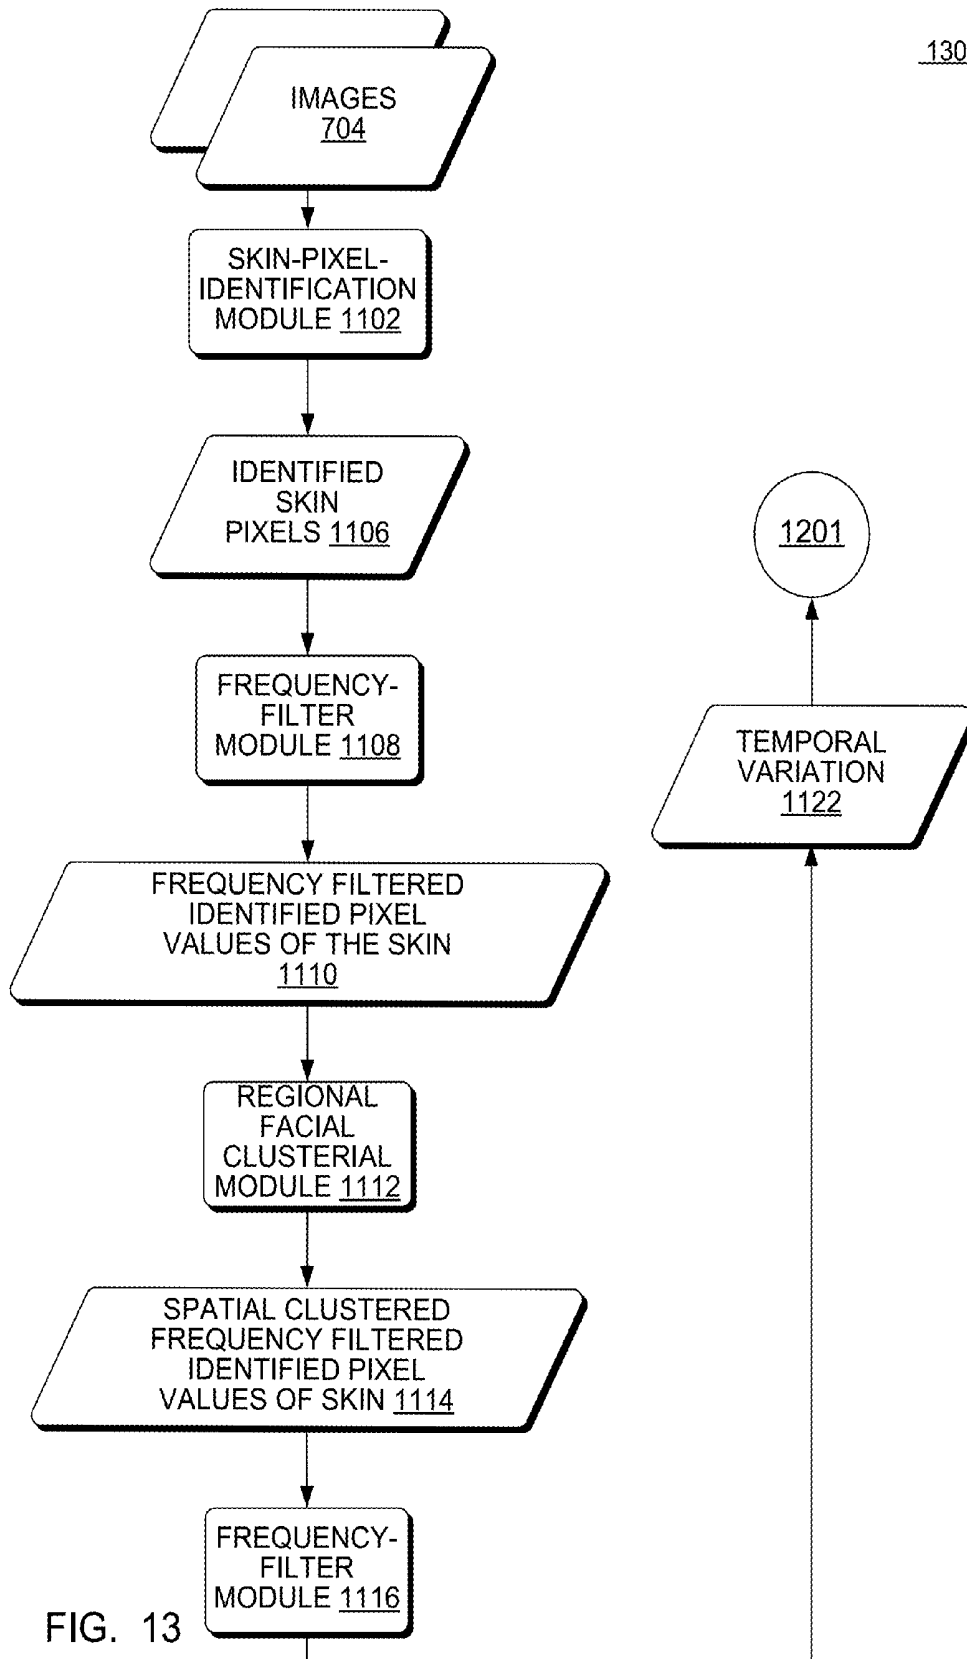 130
IMAGES
704
SKIN-PIXEL-
IDENTIFICATION
MODULE 1102
IDENTIFIED
SKIN
PIXELS 1106
FREQUENCY-
FILTER
MODULE 1108
FREQUENCY FILTERED
IDENTIFIED PIXEL
VALUES OF THE SKIN
1110
REGIONAL
FACIAL
CLUSTERIAL
MODULE 1112
SPATIAL CLUSTERED
FREQUENCY FILTERED
IDENTIFIED PIXEL
VALUES OF SKIN 1114
FREQUENCY-
FILTER
MODULE 1116
1201
TEMPORAL
VARIATION
1122
FIG. 13